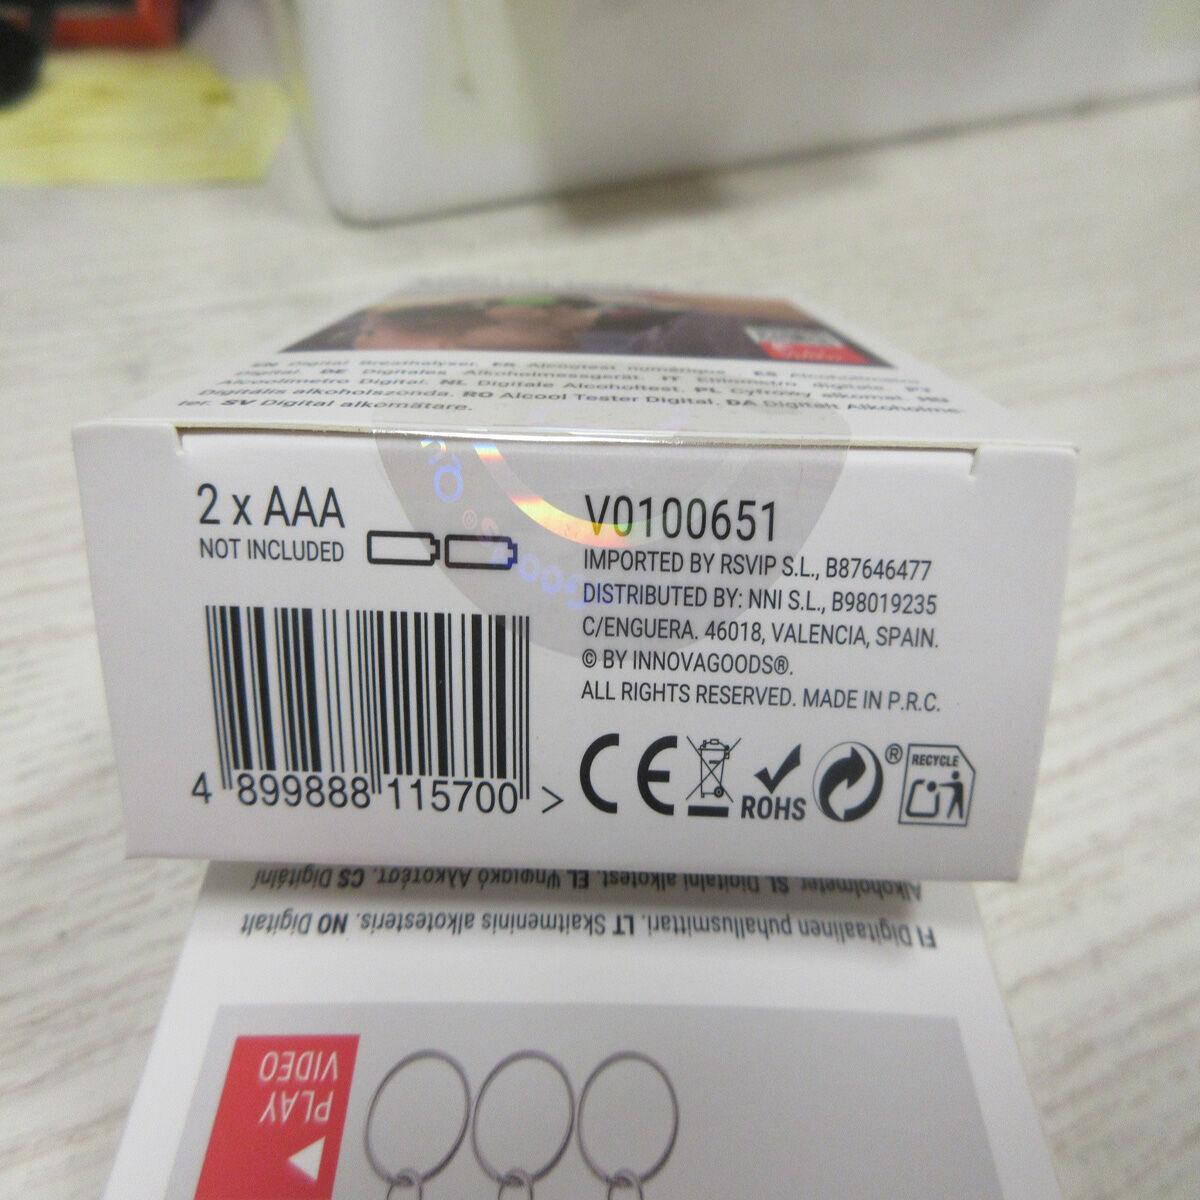 EN Digital Breathalyser. FR Alcootest numérique. ES Alcoholímetro
Digital. DE Digitales Alkoholmessgerät. IT Etilometro digitale. PT
Alcoolímetro Digital. NL Digitale Alcoholtest. PL Cyfrowy alkomat. HU
Digitális alkoholszonda. RO Alcool Tester Digital. DA Digitalt Alkoholme-
ter. SV Digital alkomätare.
2 x AAA
NOT INCLUDED
V0100651
IMPORTED BY RSVIP S.L., B87646477
DISTRIBUTED BY: NNI S.L., B98019235
C/ENGUERA. 46018, VALENCIA, SPAIN.
© BY INNOVAGOODS®.
ALL RIGHTS RESERVED. MADE IN P.R.C.
4 899888 115700 >
CE
ROHS
®
RECYCLE
FI Digitaalinen puhallusmittari. LT Skaitmeninis alkotesteris. NO Digitalt
Alkoholmeter. SL Digitalni alkotest. EL Ψηφιακό Αλκοτέστ. CS Digitální
PLAY
VIDEO